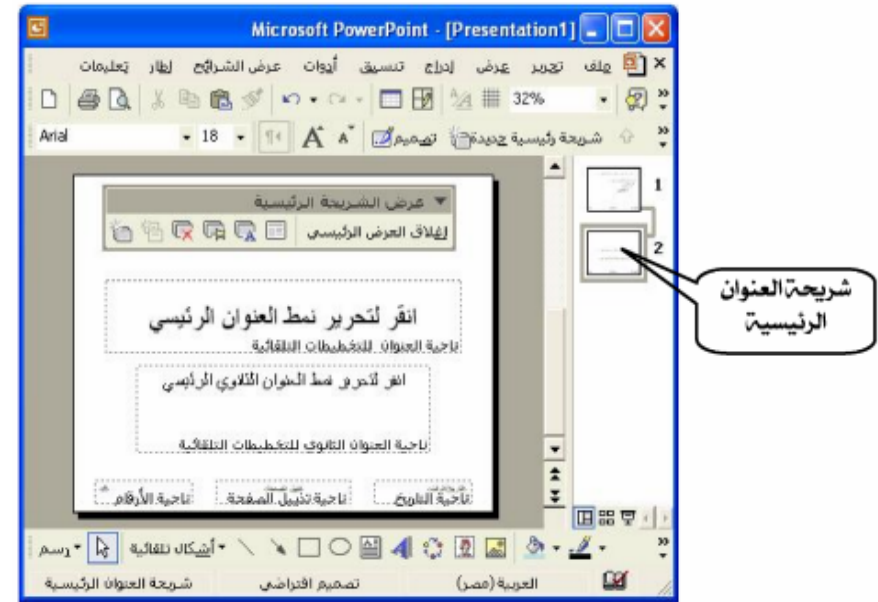 Microsoft PowerPoint - [Presentation1]
ملف تحرير عرض إدراج تنسيق أدوات عرض الشرائح إطار تعليمات
32%
Arial 18 تصميم شريحة رئيسية جديدة
عرض الشريحة الرئيسية
إغلاق العرض الرئيسي
انقر لتحرير نمط العنوان الرئيسي
ناحية العنوان للتخطيطات التلقائية
انقر لتحرير نمط العنوان الثانوي الرئيسي
ناحية العنوان الثانوي للتخطيطات التلقائية
ناحية التاريخ
ناحية تذييل الصفحة
ناحية الأرقام
1
2
شريحة العنوان
الرئيسية
رسم أشكال تلقائية
شريحة العنوان الرئيسية تصميم افتراضي العربية (مصر)